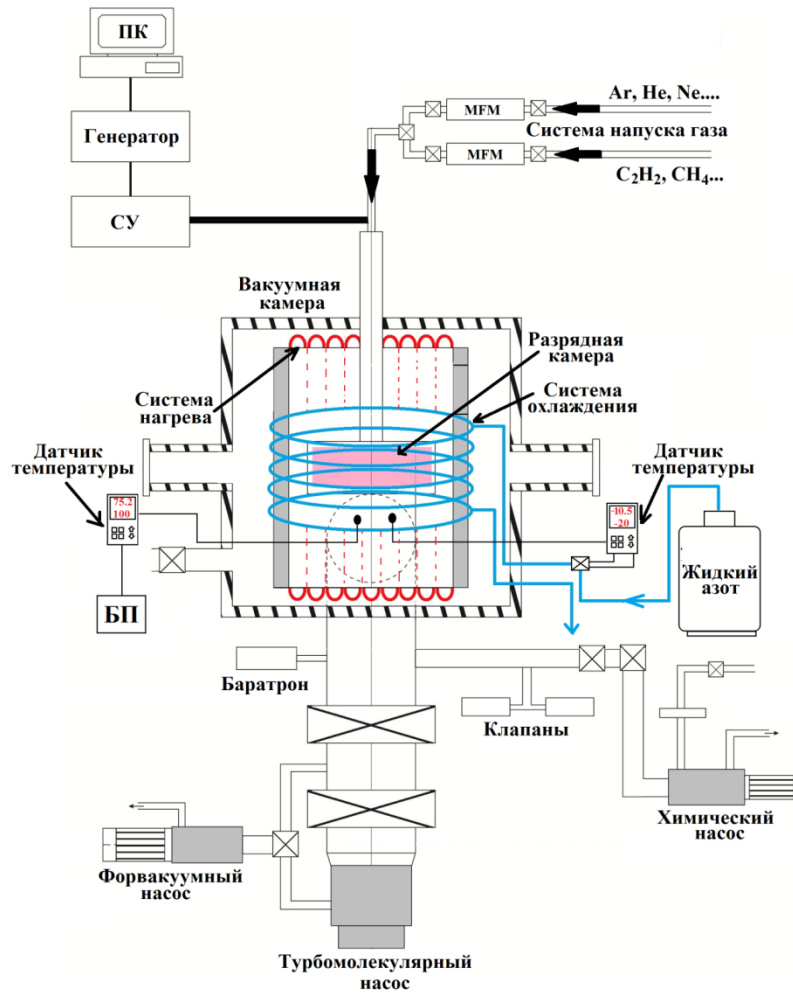 ПК
Генератор
СУ
Ar, He, Ne....
MFM
Система напуска газа
MFM
C₂H₂, CH₄...
Вакуумная
камера
Разрядная
камера
Система
нагрева
Система
охлаждения
Датчик
температуры
75.2
100
БП
Датчик
температуры
-10.5
-20
Жидкий
азот
Баратрон
Клапаны
Химический
насос
Форвакуумный
насос
Турбомолекулярный
насос